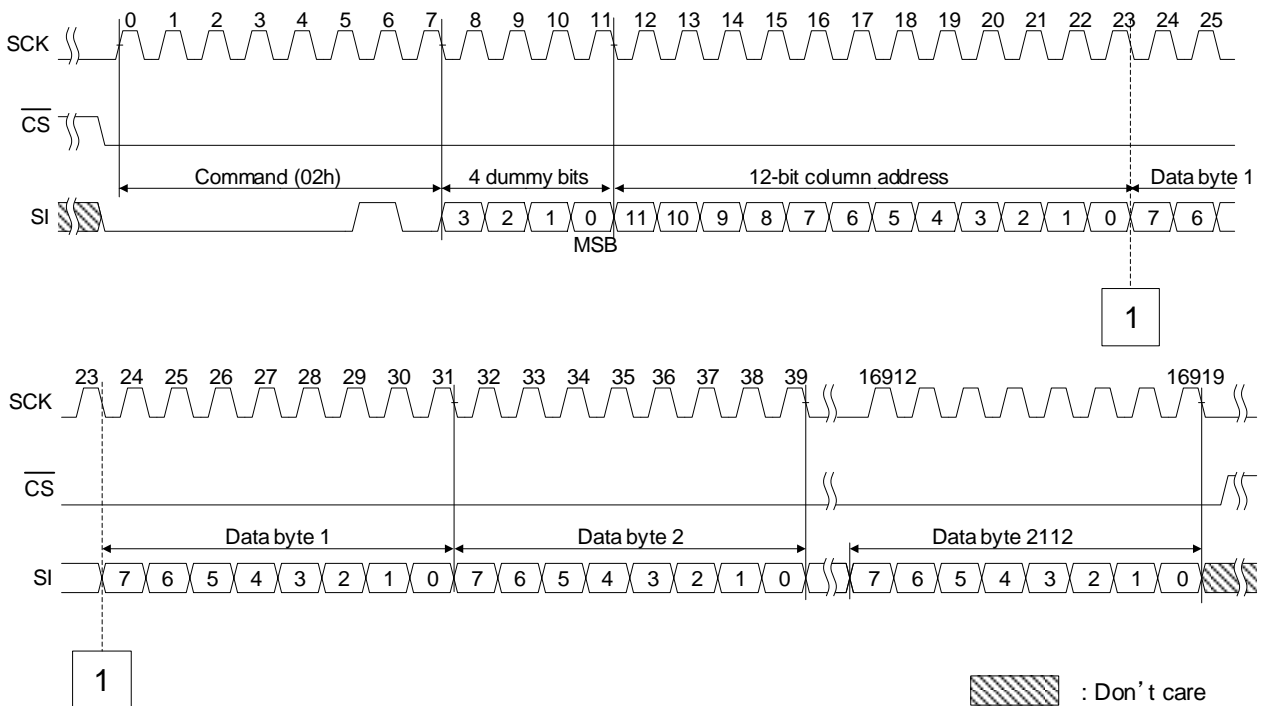 0 1 2 3 4 5 6 7 8 9 10 11 12 13 14 15 16 17 18 19 20 21 22 23 24 25
SCK
CS
Command (02h) 4 dummy bits 12-bit column address Data byte 1
SI 3 2 1 0 11 10 9 8 7 6 5 4 3 2 1 0 7 6
MSB
1
23 24 25 26 27 28 29 30 31 32 33 34 35 36 37 38 39 16912 16919
SCK
CS
Data byte 1 Data byte 2 Data byte 2112
SI 7 6 5 4 3 2 1 0 7 6 5 4 3 2 1 0 7 6 5 4 3 2 1 0
1
: Don't care